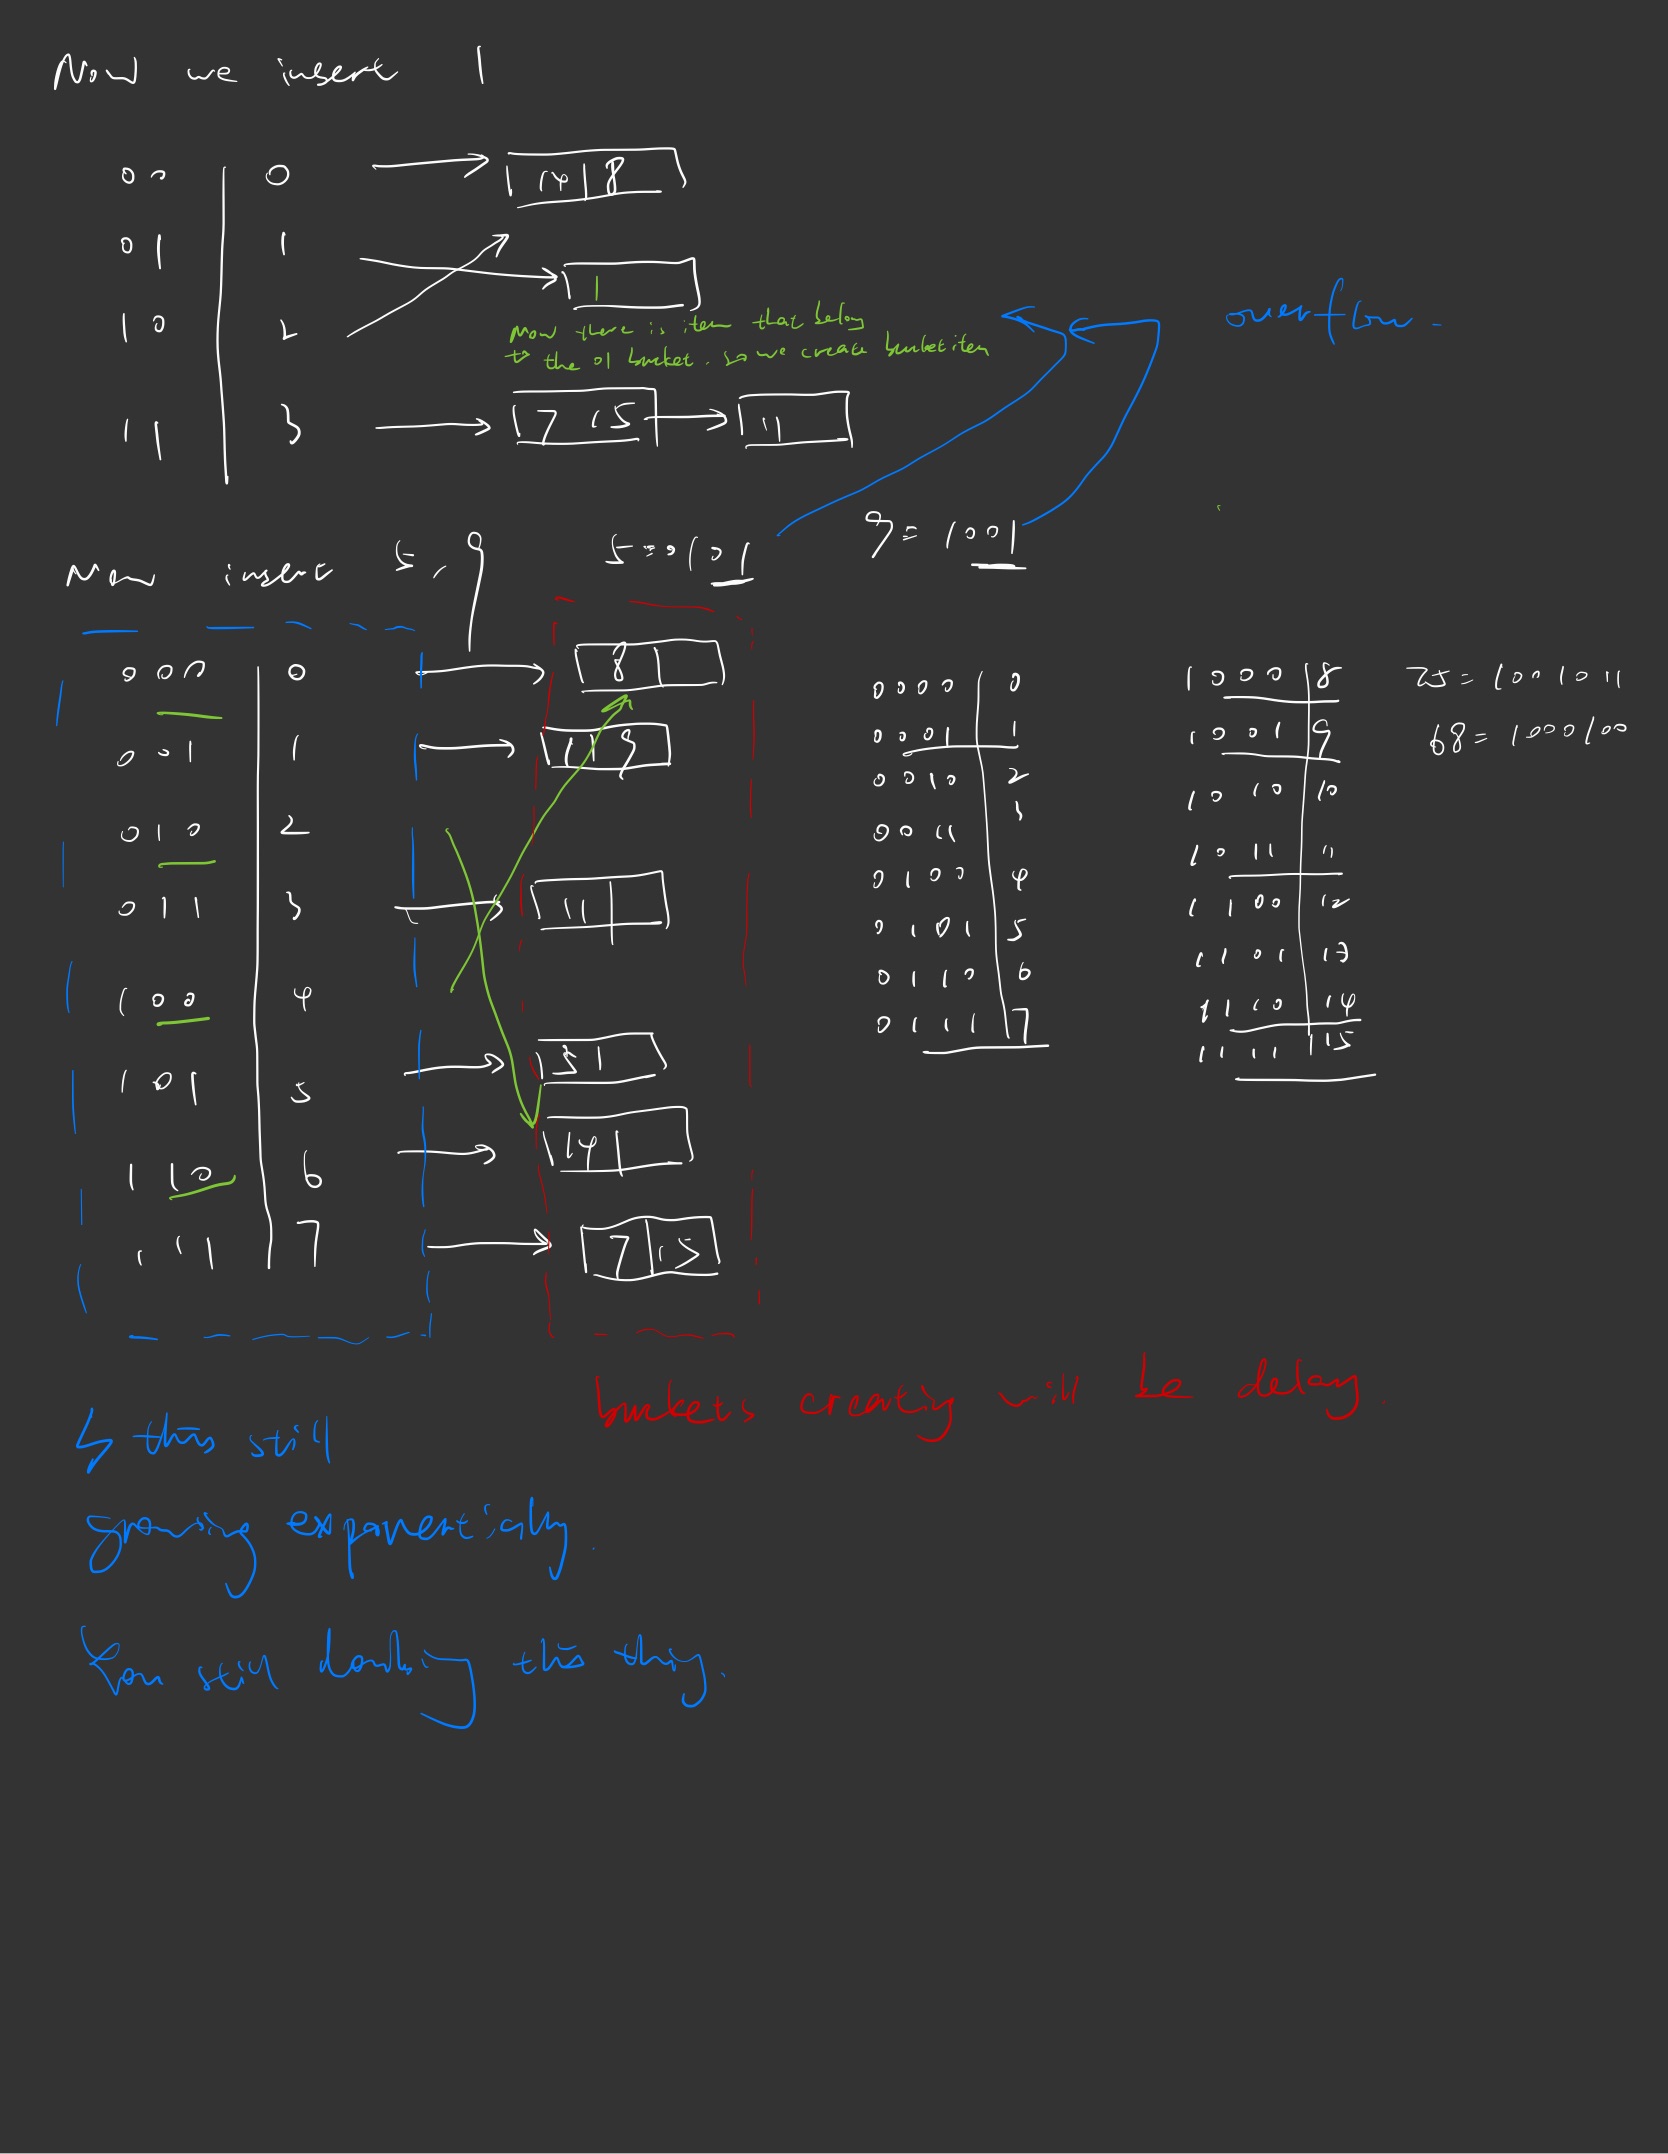 Now we insert 1
00 | 0 → 14 | 8
01 | 1 → 1
10 | 2
Now there is item that belong
to the 01 bucket. so we create bucket item
overflow.
11 | 3 → 7 15 → 11
Now insert 5, 9
5 = 0101
9 = 1001
000 | 0 → 8
001 | 1 → 1 | 9
010 | 2
011 | 3 → 11
100 | 4
101 | 5 → 5
110 | 6 → 14
111 | 7 → 7 | 15
0000 | 0
0001 | 1
0010 | 2
0011 | 3
0100 | 4
0101 | 5
0110 | 6
0111 | 7
1000 | 8
1001 | 9
1010 | 10
1011 | 11
1100 | 12
1101 | 13
1110 | 14
1111 | 15
75 = 1001011
68 = 1000100
buckets creating will be delay.
↳ this still
growing exponentially.
You still doubling this thing.